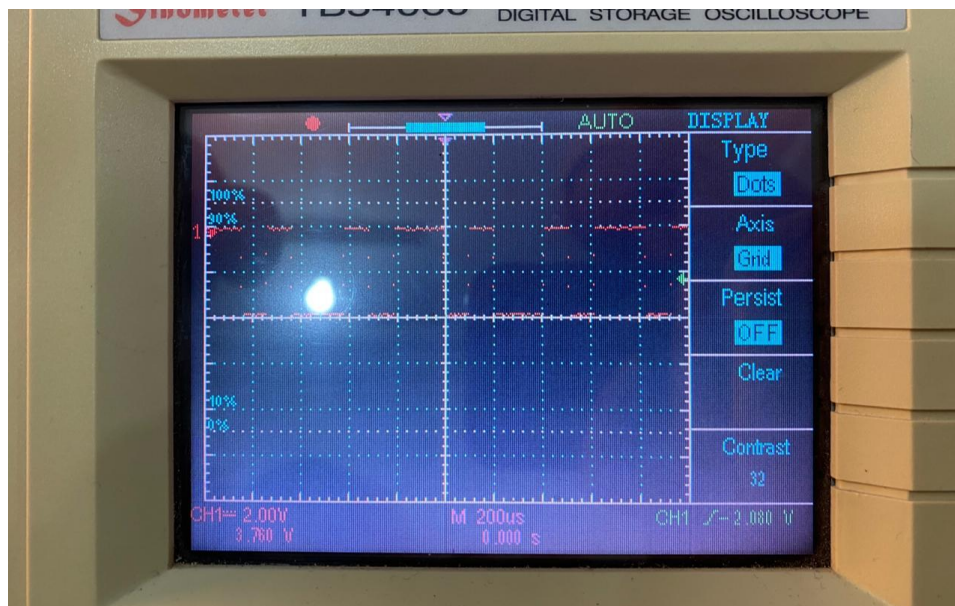 Sinometer
DIGITAL STORAGE OSCILLOSCOPE
AUTO
DISPLAY
Type
Dots
Axis
Grid
Persist
OFF
Clear
Contrast
32
100%
90%
1
10%
0%
CH1 2.00V
M 200us
CH1 -2.080 V
3.760 V
0.000 s